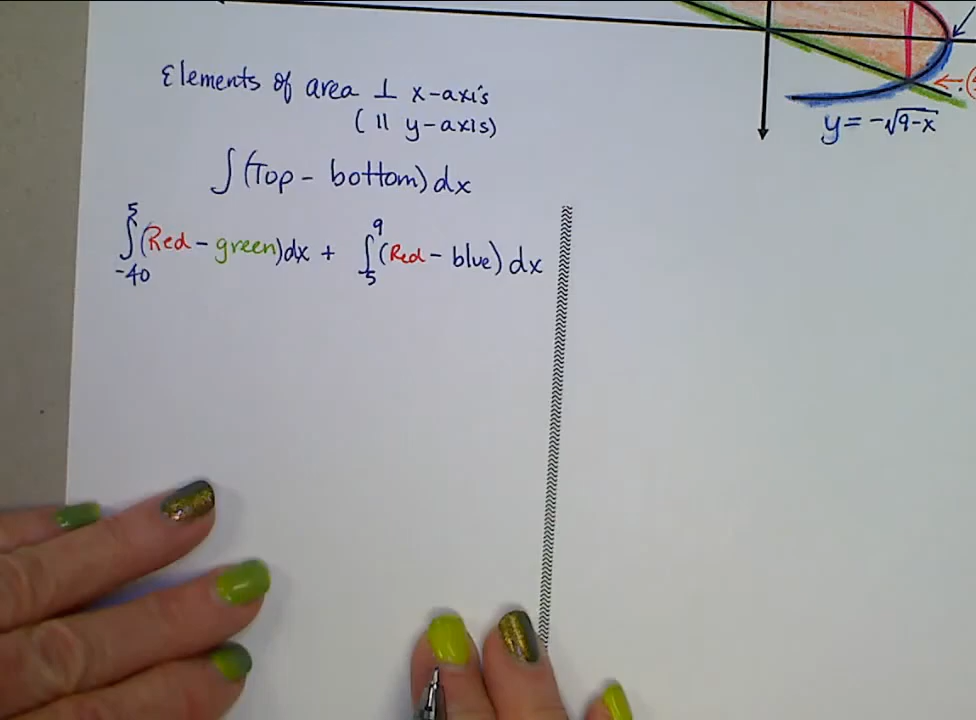 Elements of area ⊥ x-axis
(∥ y-axis)
∫(Top - bottom)dx
∫_{-40}^{5}(Red - green)dx + ∫_{5}^{9}(Red - blue)dx
y = -√(9-x)